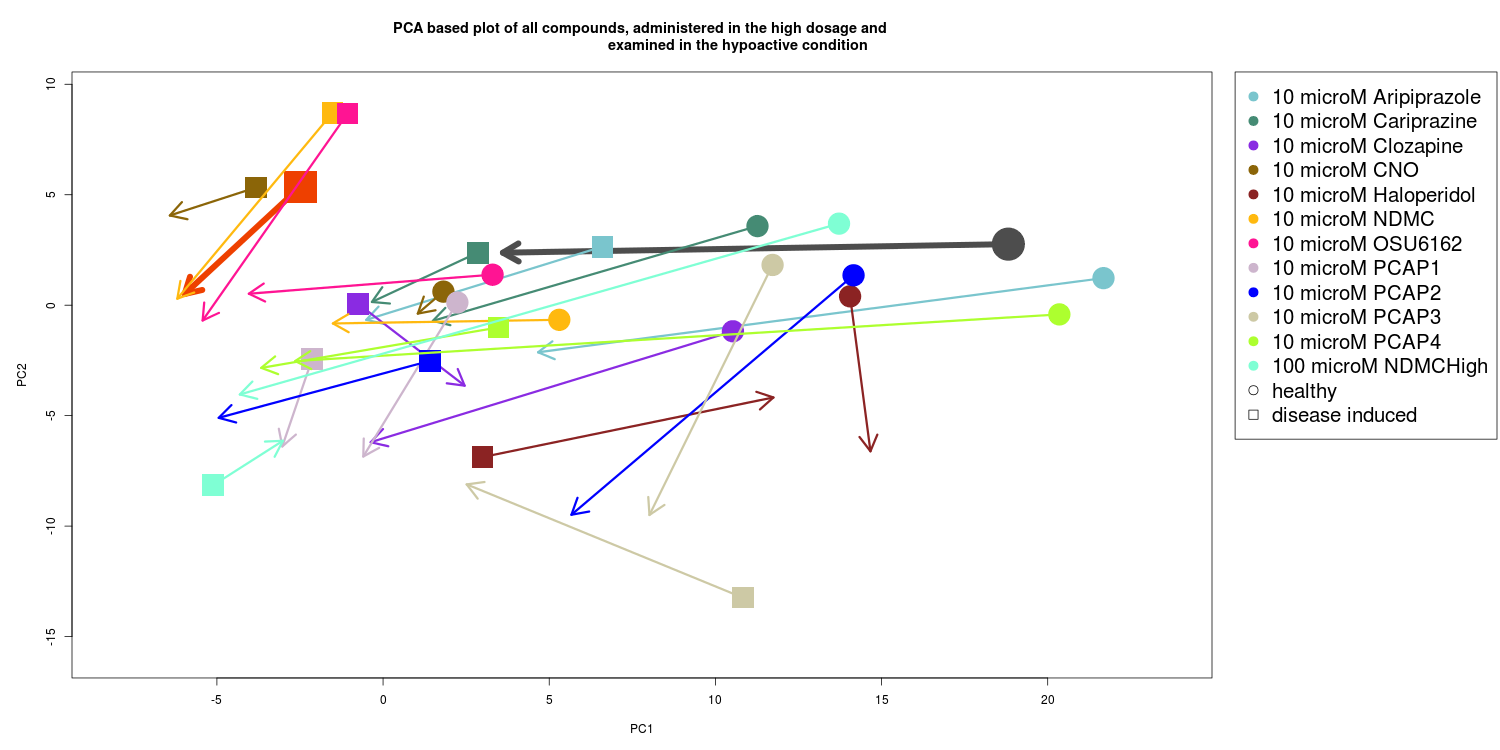 PCA based plot of all compounds, administered in the high dosage and
examined in the hypoactive condition
10
5
0
-5
-10
-15
PC2
-5 0 5 10 15 20
PC1
10 microM Aripiprazole
10 microM Cariprazine
10 microM Clozapine
10 microM CNO
10 microM Haloperidol
10 microM NDMC
10 microM OSU6162
10 microM PCAP1
10 microM PCAP2
10 microM PCAP3
10 microM PCAP4
100 microM NDMCHigh
healthy
disease induced